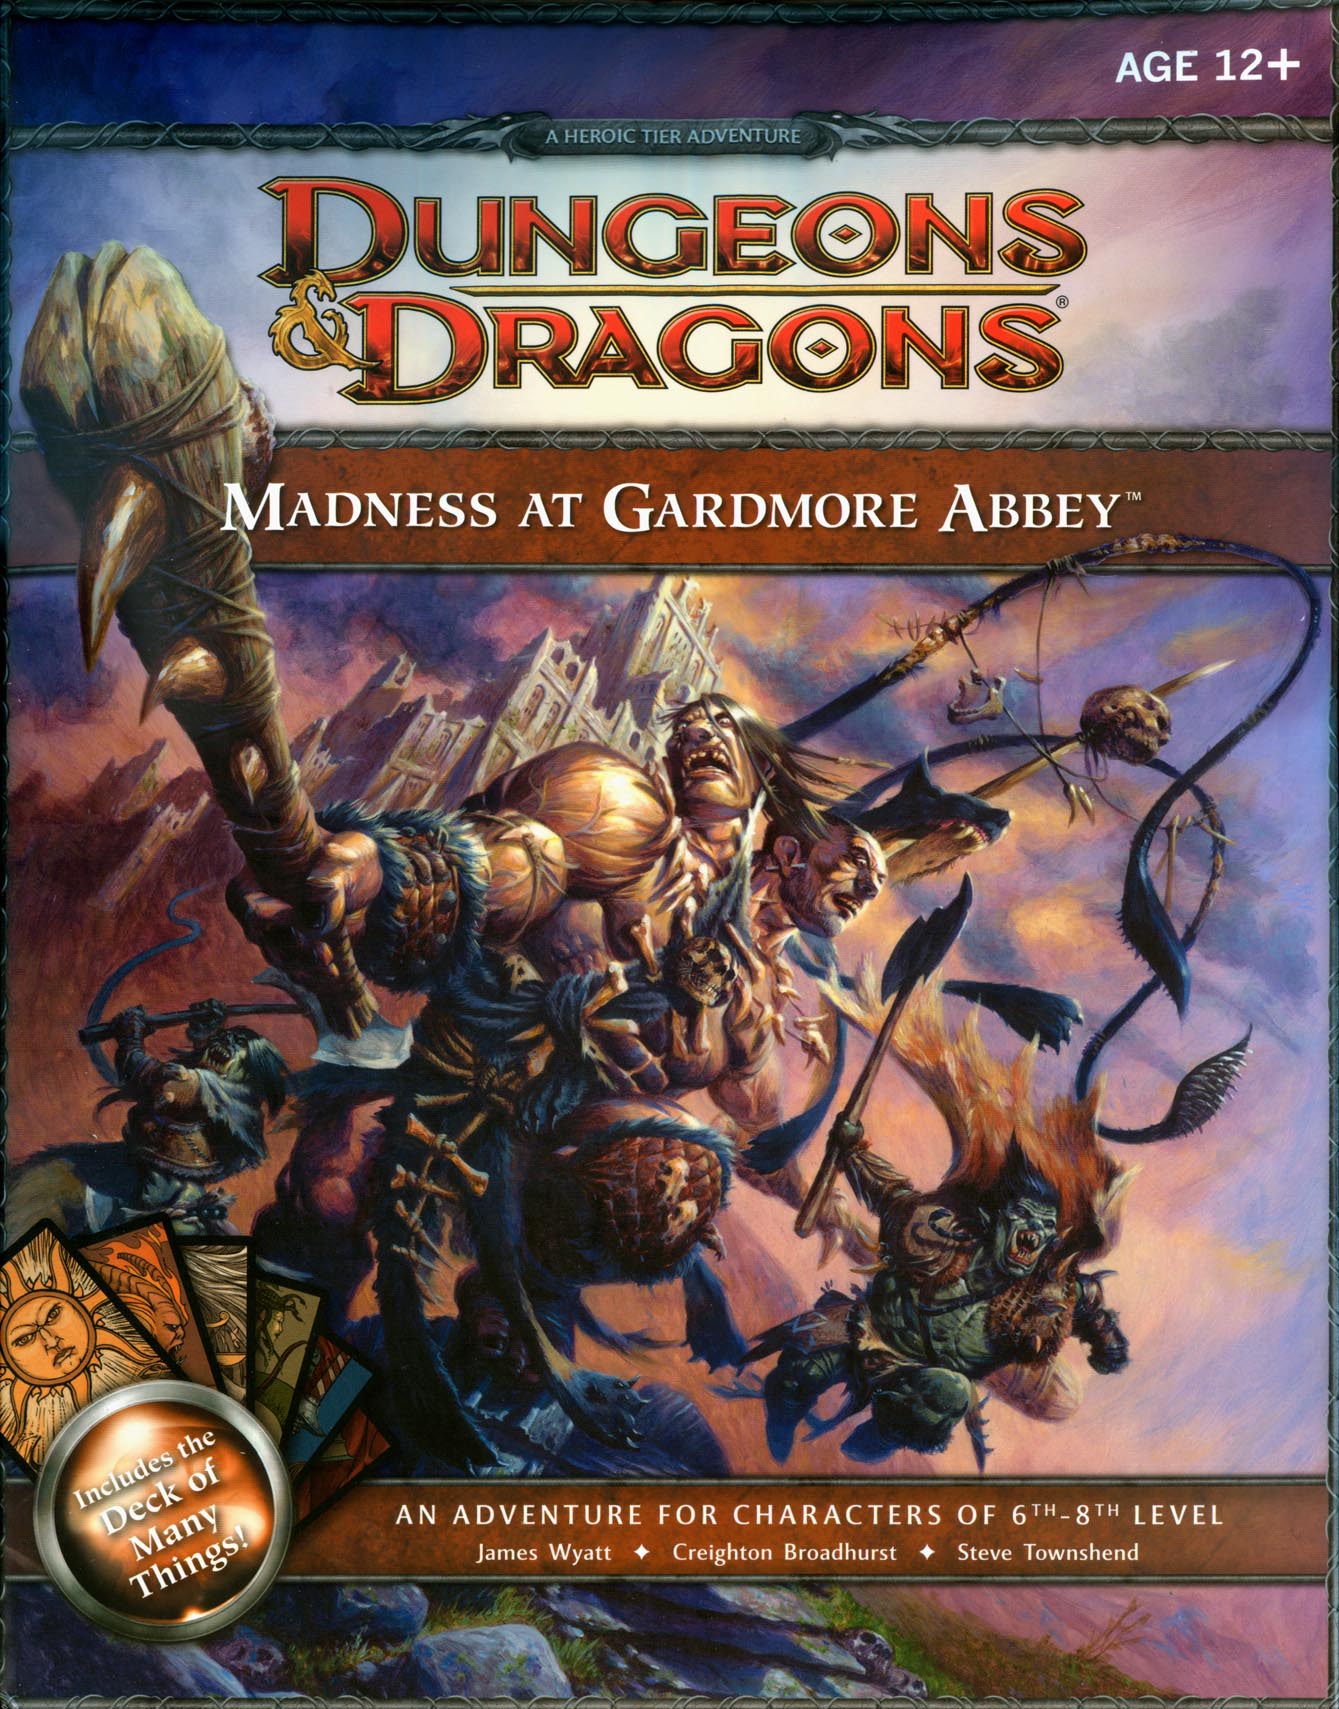 AGE 12+
A HEROIC TIER ADVENTURE
DUNGEONS
& DRAGONS®
MADNESS AT GARDMORE ABBEY™
Includes the
Deck of
Many
Things!
AN ADVENTURE FOR CHARACTERS OF 6TH-8TH LEVEL
James Wyatt ✦ Creighton Broadhurst ✦ Steve Townshend